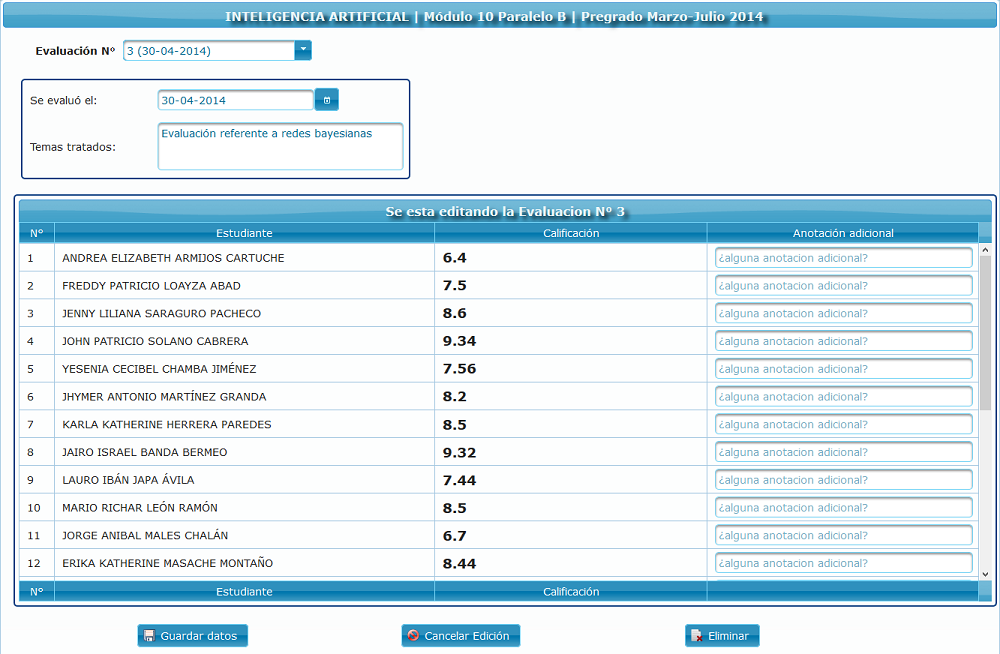 INTELIGENCIA ARTIFICIAL | Módulo 10 Paralelo B | Pregrado Marzo-Julio 2014
Evaluación Nº 3 (30-04-2014)
Se evaluó el: 30-04-2014
Temas tratados: Evaluación referente a redes bayesianas
Se esta editando la Evaluacion Nº 3
Nº Estudiante Calificación Anotación adicional
1 ANDREA ELIZABETH ARMIJOS CARTUCHE 6.4 ¿alguna anotacion adicional?
2 FREDDY PATRICIO LOAYZA ABAD 7.5 ¿alguna anotacion adicional?
3 JENNY LILIANA SARAGURO PACHECO 8.6 ¿alguna anotacion adicional?
4 JOHN PATRICIO SOLANO CABRERA 9.34 ¿alguna anotacion adicional?
5 YESENIA CECIBEL CHAMBA JIMÉNEZ 7.56 ¿alguna anotacion adicional?
6 JHYMER ANTONIO MARTÍNEZ GRANDA 8.2 ¿alguna anotacion adicional?
7 KARLA KATHERINE HERRERA PAREDES 8.5 ¿alguna anotacion adicional?
8 JAIRO ISRAEL BANDA BERMEO 9.32 ¿alguna anotacion adicional?
9 LAURO IBÁN JAPA ÁVILA 7.44 ¿alguna anotacion adicional?
10 MARIO RICHAR LEÓN RAMÓN 8.5 ¿alguna anotacion adicional?
11 JORGE ANIBAL MALES CHALÁN 6.7 ¿alguna anotacion adicional?
12 ERIKA KATHERINE MASACHE MONTAÑO 8.44 ¿alguna anotacion adicional?
Nº Estudiante Calificación
Guardar datos Cancelar Edición Eliminar